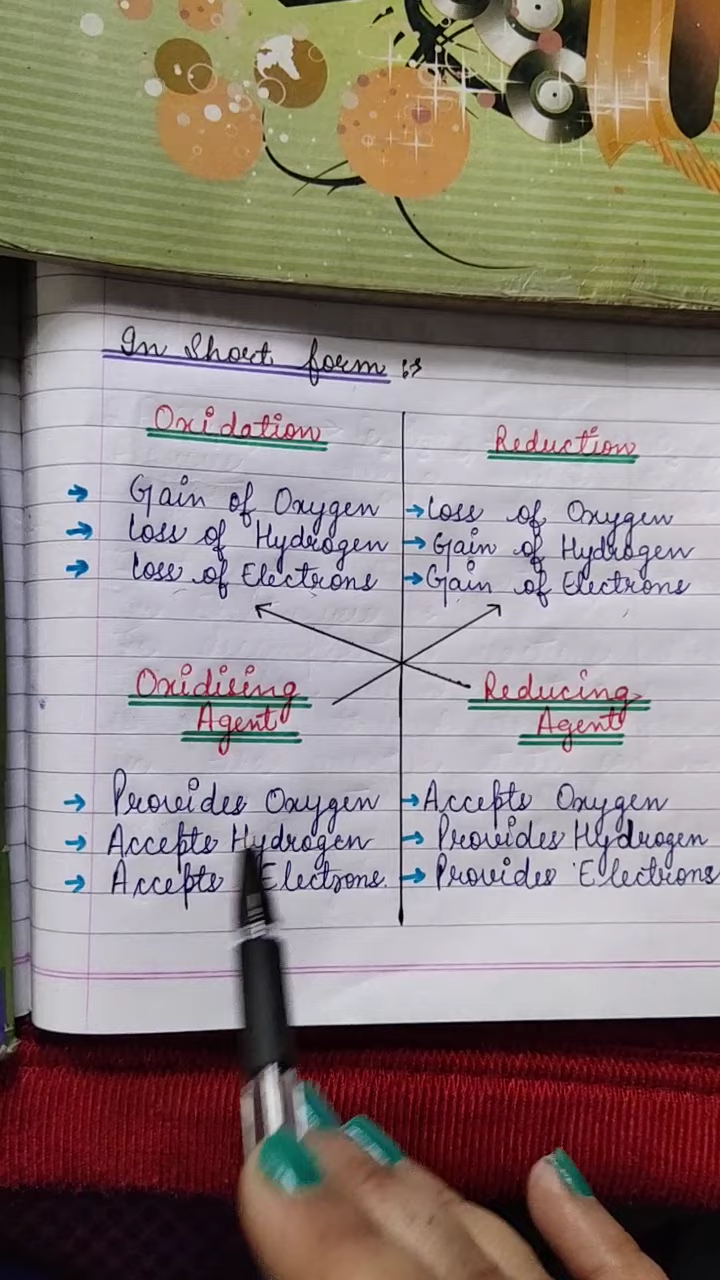 In Short form :-
Oxidation
Reduction
→ Gain of Oxygen
→ Loss of Hydrogen
→ Loss of Electrons
→ Loss of Oxygen
→ Gain of Hydrogen
→ Gain of Electrons
Oxidising
Agent
Reducing
Agent
→ Provides Oxygen
→ Accepts Hydrogen
→ Accepts Electrons.
→ Accepts Oxygen
→ Provides Hydrogen
→ Provides Electrons